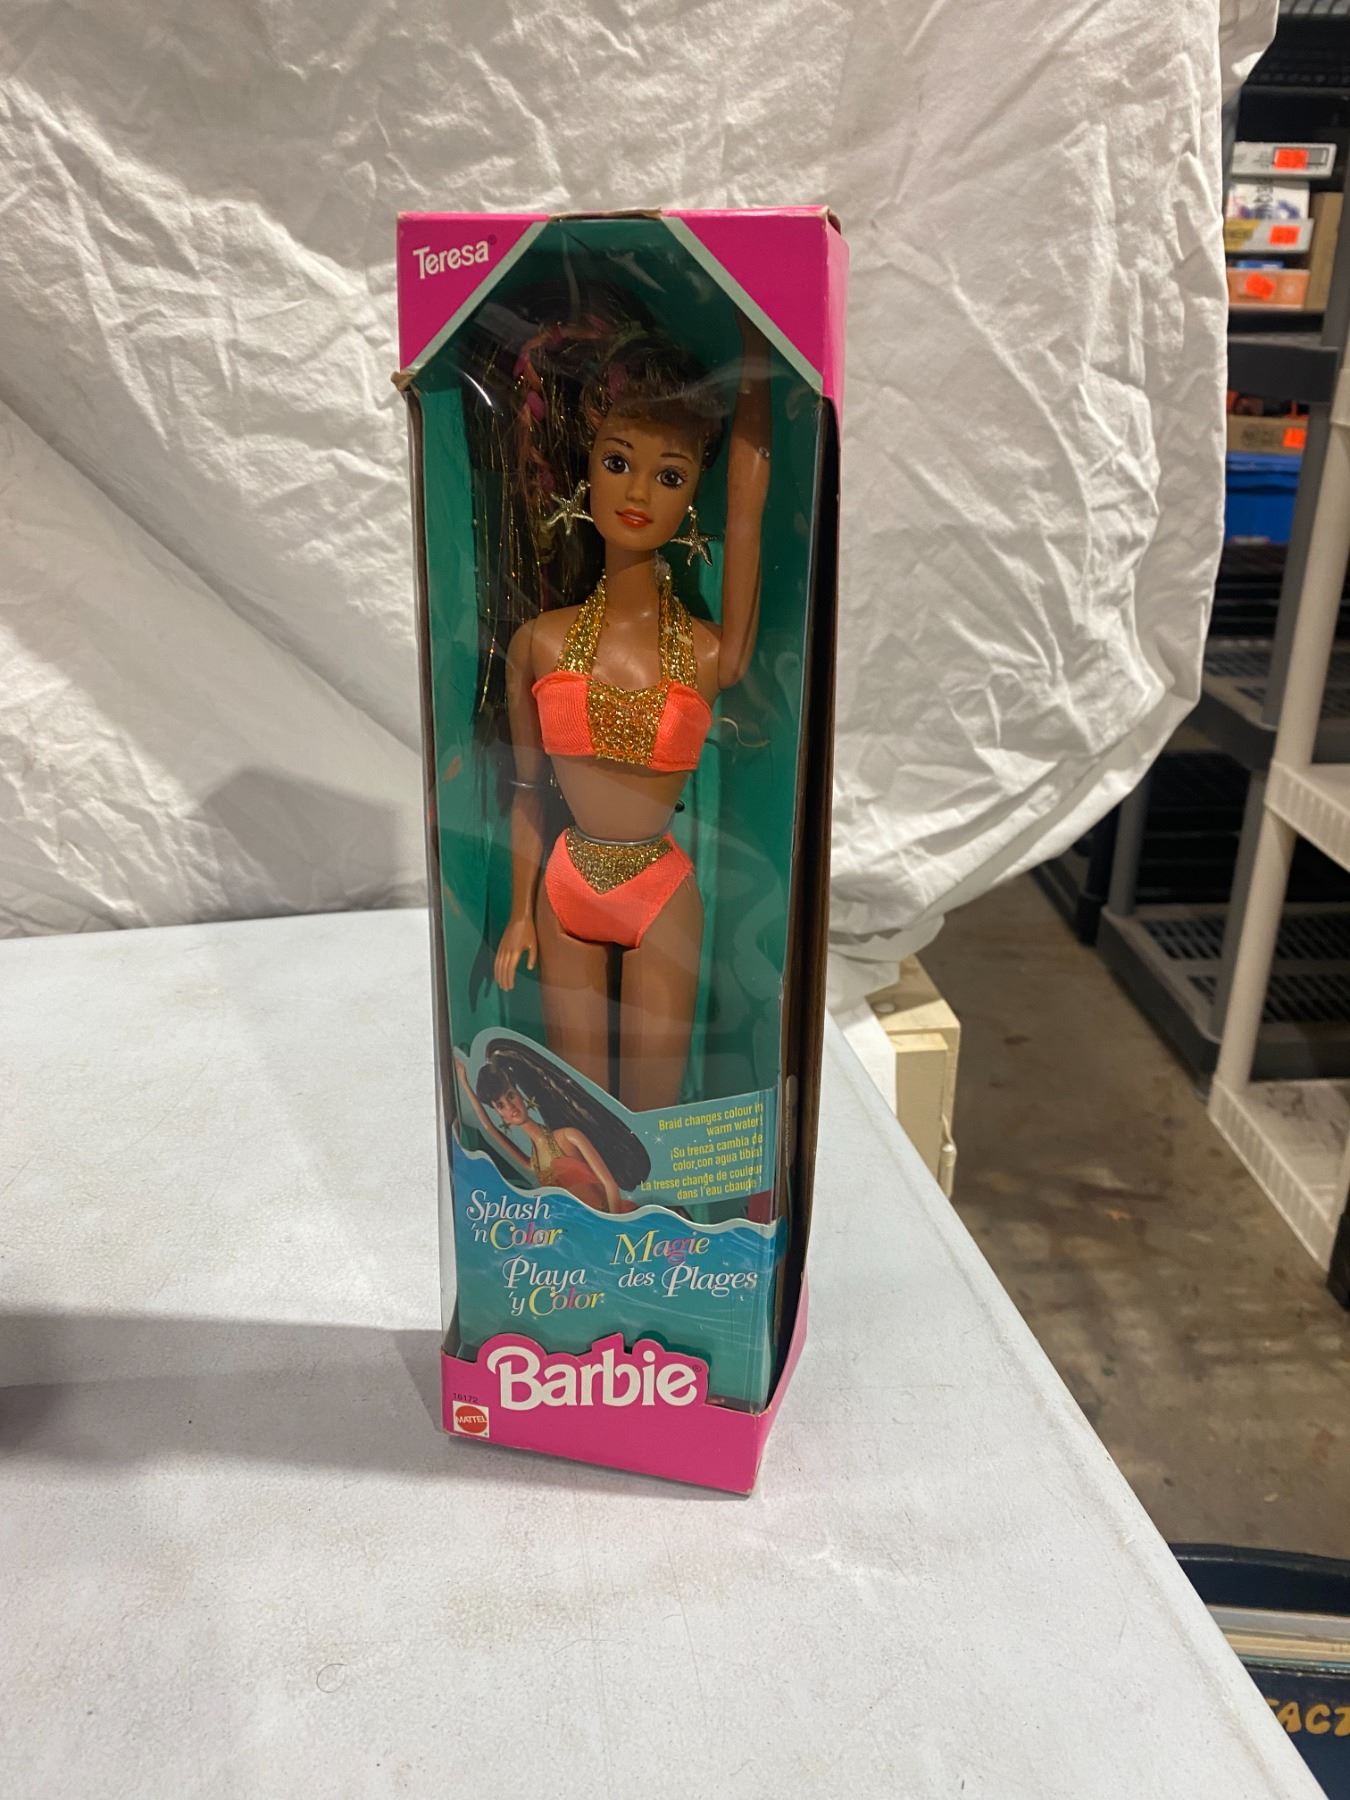 Teresa®
Braid changes colour in
warm water!
¡Su trenza cambia de
color con agua tibia!
La tresse change de couleur
dans l'eau chaude !
Splash
'n Color
Magie
des Plages
Playa
'y Color
Barbie®
16172
MATTEL